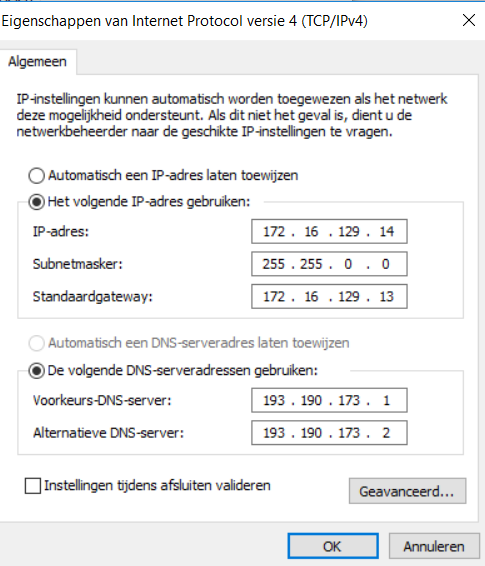 Eigenschappen van Internet Protocol versie 4 (TCP/IPv4)
Algemeen
IP-instellingen kunnen automatisch worden toegewezen als het netwerk
deze mogelijkheid ondersteunt. Als dit niet het geval is, dient u de
netwerkbeheerder naar de geschikte IP-instellingen te vragen.
Automatisch een IP-adres laten toewijzen
Het volgende IP-adres gebruiken:
IP-adres: 172 . 16 . 129 . 14
Subnetmasker: 255 . 255 . 0 . 0
Standaardgateway: 172 . 16 . 129 . 13
Automatisch een DNS-serveradres laten toewijzen
De volgende DNS-serveradressen gebruiken:
Voorkeurs-DNS-server: 193 . 190 . 173 . 1
Alternatieve DNS-server: 193 . 190 . 173 . 2
Instellingen tijdens afsluiten valideren
Geavanceerd...
OK Annuleren